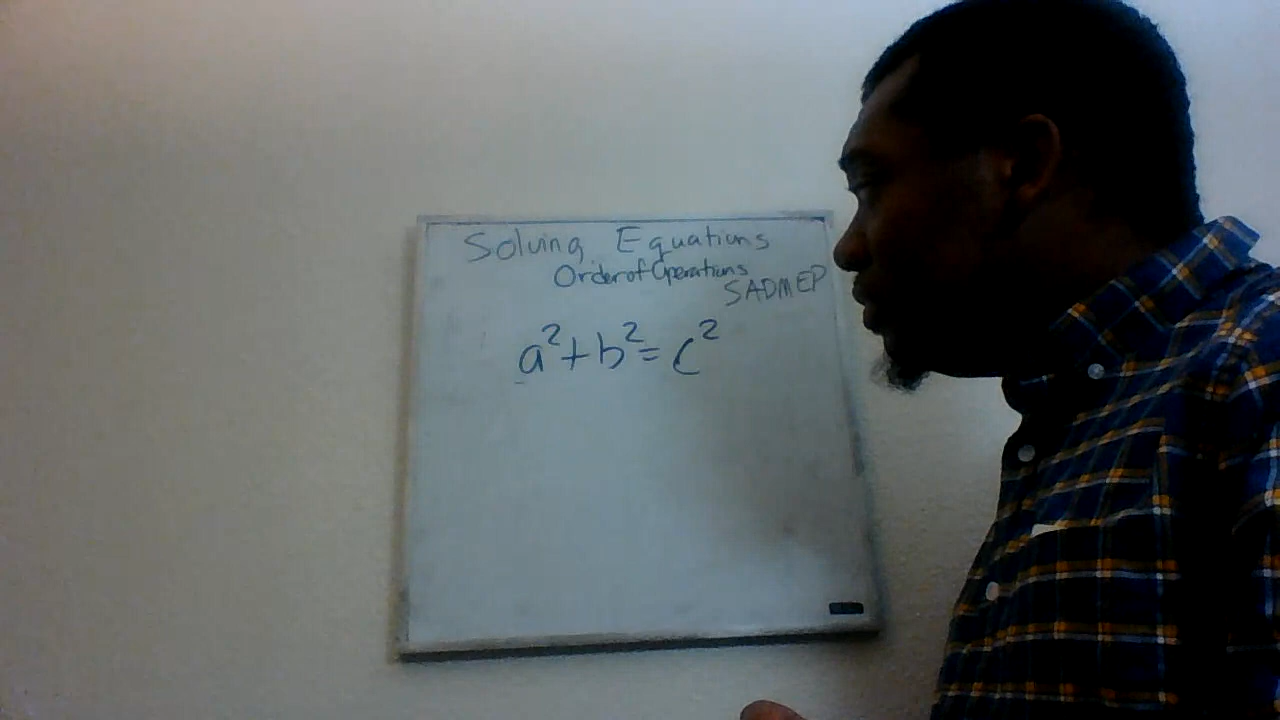 Solving Equations
Order of Operations
SADMEP
a²+b²=c²